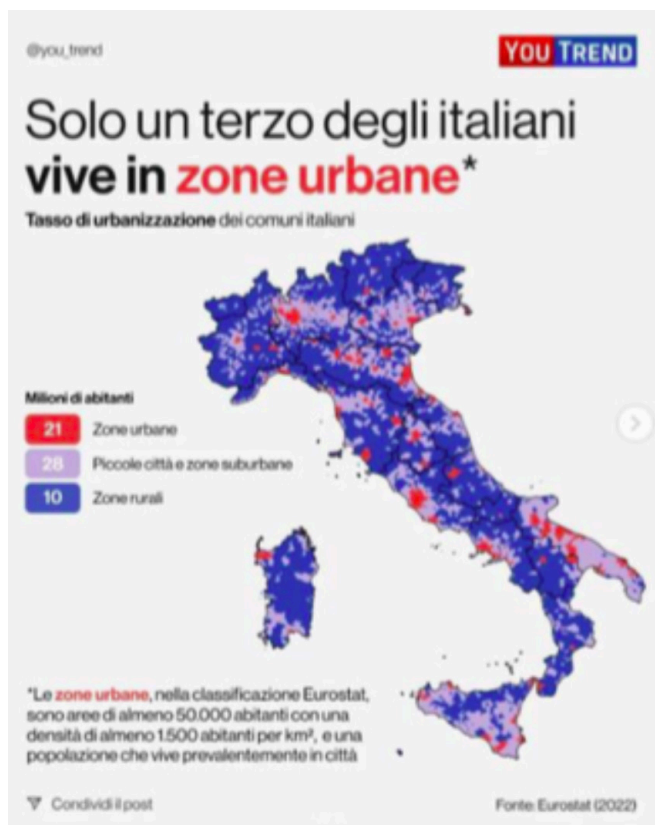 @you_trend
YOU TREND
Solo un terzo degli italiani
vive in zone urbane*
Tasso di urbanizzazione dei comuni italiani
Milioni di abitanti
21 Zone urbane
28 Piccole città e zone suburbane
10 Zone rurali
*Le zone urbane, nella classificazione Eurostat,
sono aree di almeno 50.000 abitanti con una
densità di almeno 1.500 abitanti per km², e una
popolazione che vive prevalentemente in città
Condividi il post
Fonte: Eurostat (2022)